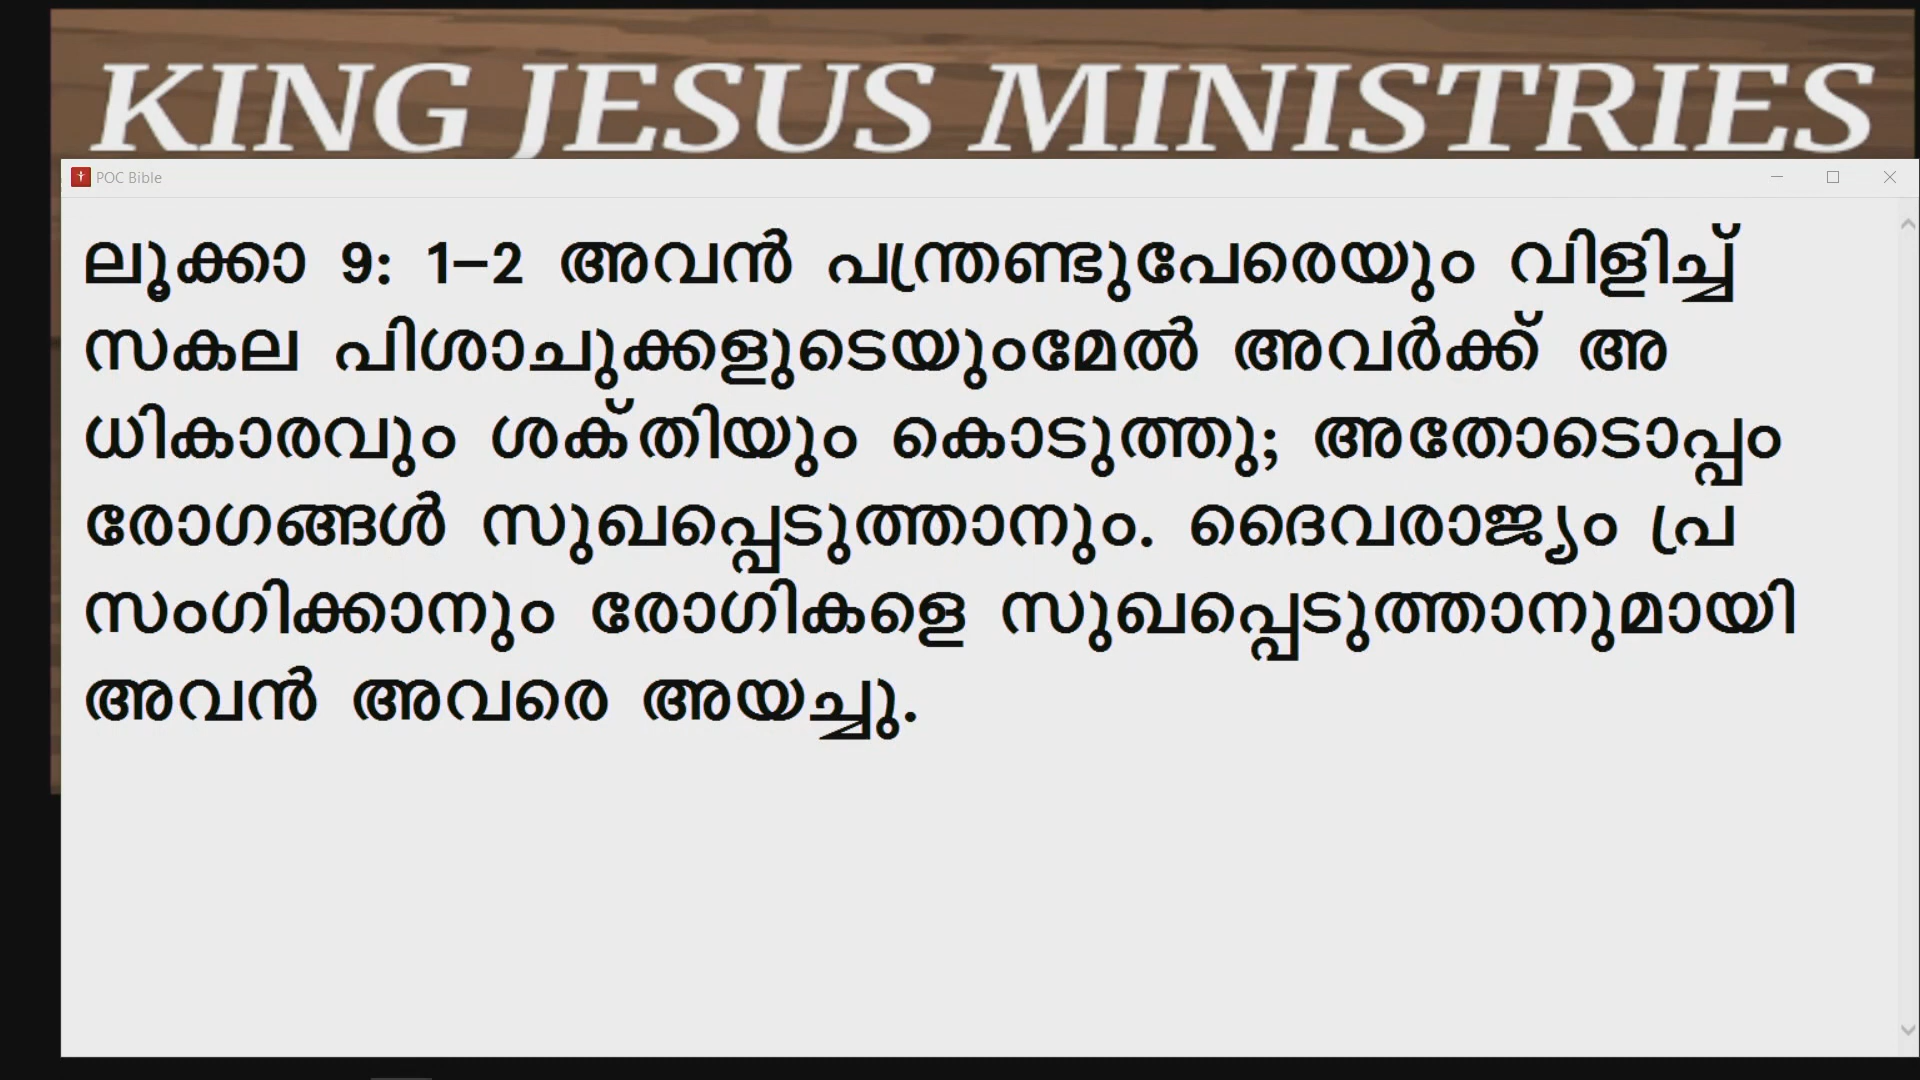 KING JESUS MINISTRIES
POC Bible
ലൂക്കാ 9: 1–2 അവൻ പന്ത്രണ്ടുപേരെയും വിളിച്ച്
സകല പിശാചുക്കളുടെയുംമേൽ അവർക്ക് അ
ധികാരവും ശക്‌തിയും കൊടുത്തു; അതോടൊപ്പം
രോഗങ്ങൾ സുഖപ്പെടുത്താനും. ദൈവരാജ്യം പ്ര
സംഗിക്കാനും രോഗികളെ സുഖപ്പെടുത്താനുമായി
അവൻ അവരെ അയച്ചു.